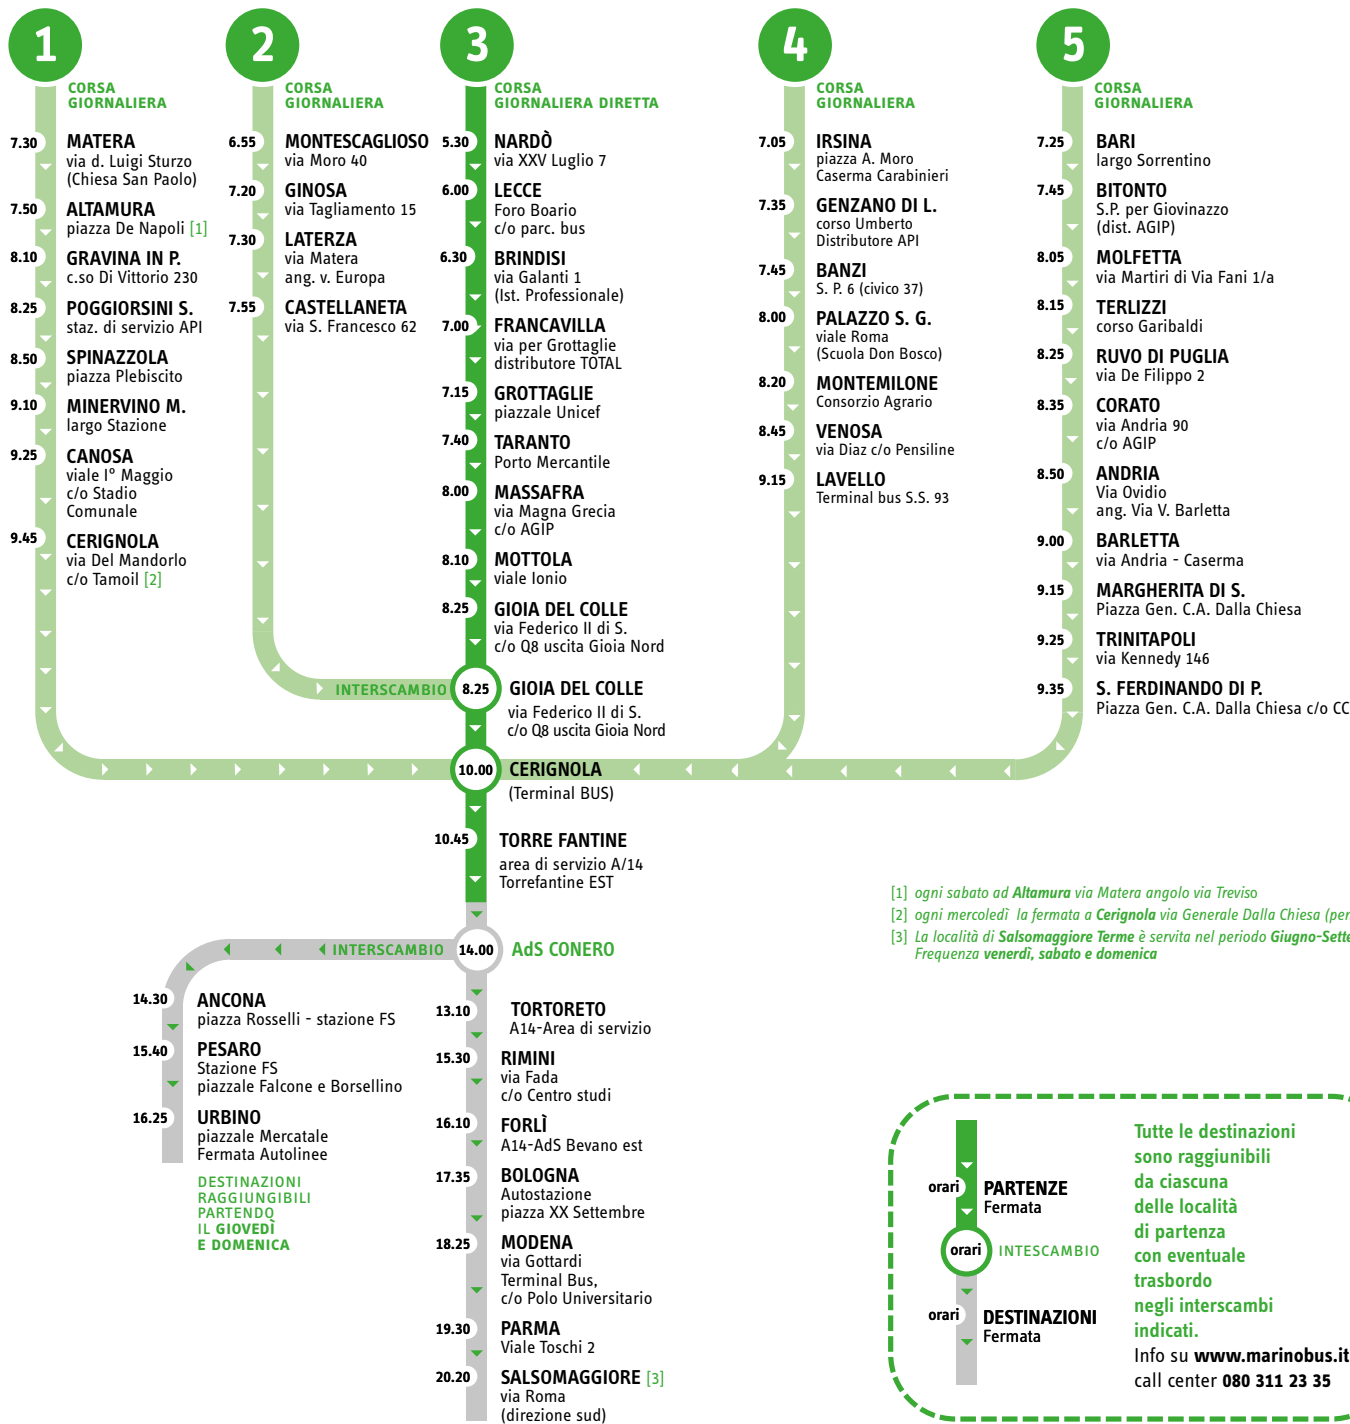 1
CORSA
GIORNALIERA
7.30 MATERA
via d. Luigi Sturzo
(Chiesa San Paolo)
7.50 ALTAMURA
piazza De Napoli [1]
8.10 GRAVINA IN P.
c.so Di Vittorio 230
8.25 POGGIORSINI S.
staz. di servizio API
8.50 SPINAZZOLA
piazza Plebiscito
9.10 MINERVINO M.
largo Stazione
9.25 CANOSA
viale I° Maggio
c/o Stadio
Comunale
9.45 CERIGNOLA
via Del Mandorlo
c/o Tamoil [2]
2
CORSA
GIORNALIERA
6.55 MONTESCAGLIOSO
via Moro 40
7.20 GINOSA
via Tagliamento 15
7.30 LATERZA
via Matera
ang. v. Europa
7.55 CASTELLANETA
via S. Francesco 62
3
CORSA
GIORNALIERA DIRETTA
5.30 NARDÒ
via XXV Luglio 7
6.00 LECCE
Foro Boario
c/o parc. bus
6.30 BRINDISI
via Galanti 1
(Ist. Professionale)
7.00 FRANCAVILLA
via per Grottaglie
distributore TOTAL
7.15 GROTTAGLIE
piazzale Unicef
7.40 TARANTO
Porto Mercantile
8.00 MASSAFRA
via Magna Grecia
c/o AGIP
8.10 MOTTOLA
viale Ionio
8.25 GIOIA DEL COLLE
via Federico II di S.
c/o Q8 uscita Gioia Nord
INTERSCAMBIO 8.25 GIOIA DEL COLLE
via Federico II di S.
c/o Q8 uscita Gioia Nord
10.00 CERIGNOLA
(Terminal BUS)
10.45 TORRE FANTINE
area di servizio A/14
Torrefantine EST
4
CORSA
GIORNALIERA
7.05 IRSINA
piazza A. Moro
Caserma Carabinieri
7.35 GENZANO DI L.
corso Umberto
Distributore API
7.45 BANZI
S. P. 6 (civico 37)
8.00 PALAZZO S. G.
viale Roma
(Scuola Don Bosco)
8.20 MONTEMILONE
Consorzio Agrario
8.45 VENOSA
via Diaz c/o Pensiline
9.15 LAVELLO
Terminal bus S.S. 93
5
CORSA
GIORNALIERA
7.25 BARI
largo Sorrentino
7.45 BITONTO
S.P. per Giovinazzo
(dist. AGIP)
8.05 MOLFETTA
via Martiri di Via Fani 1/a
8.15 TERLIZZI
corso Garibaldi
8.25 RUVO DI PUGLIA
via De Filippo 2
8.35 CORATO
via Andria 90
c/o AGIP
8.50 ANDRIA
Via Ovidio
ang. Via V. Barletta
9.00 BARLETTA
via Andria - Caserma
9.15 MARGHERITA DI S.
Piazza Gen. C.A. Dalla Chiesa
9.25 TRINITAPOLI
via Kennedy 146
9.35 S. FERDINANDO DI P.
Piazza Gen. C.A. Dalla Chiesa c/o CC
INTERSCAMBIO 14.00 AdS CONERO
14.30 ANCONA
piazza Rosselli - stazione FS
15.40 PESARO
Stazione FS
piazzale Falcone e Borsellino
16.25 URBINO
piazzale Mercatale
Fermata Autolinee
DESTINAZIONI
RAGGIUNGIBILI
PARTENDO
IL GIOVEDÌ
E DOMENICA
13.10 TORTORETO
A14-Area di servizio
15.30 RIMINI
via Fada
c/o Centro studi
16.10 FORLÌ
A14-AdS Bevano est
17.35 BOLOGNA
Autostazione
piazza XX Settembre
18.25 MODENA
via Gottardi
Terminal Bus,
c/o Polo Universitario
19.30 PARMA
Viale Toschi 2
20.20 SALSOMAGGIORE [3]
via Roma
(direzione sud)
[1] ogni sabato ad Altamura via Matera angolo via Treviso
[2] ogni mercoledì la fermata a Cerignola via Generale Dalla Chiesa (per
[3] La località di Salsomaggiore Terme è servita nel periodo Giugno-Sette
Frequenza venerdì, sabato e domenica
orari PARTENZE
Fermata
orari INTESCAMBIO
orari DESTINAZIONI
Fermata
Tutte le destinazioni
sono raggiunibili
da ciascuna
delle località
di partenza
con eventuale
trasbordo
negli interscambi
indicati.
Info su www.marinobus.it
call center 080 311 23 35